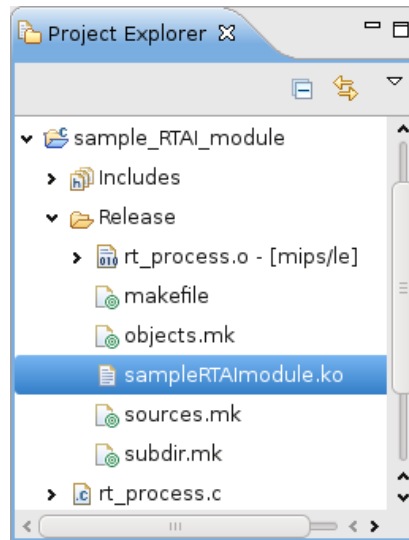 Project Explorer
sample_RTAI_module
Includes
Release
rt_process.o - [mips/le]
makefile
objects.mk
sampleRTAImodule.ko
sources.mk
subdir.mk
rt_process.c